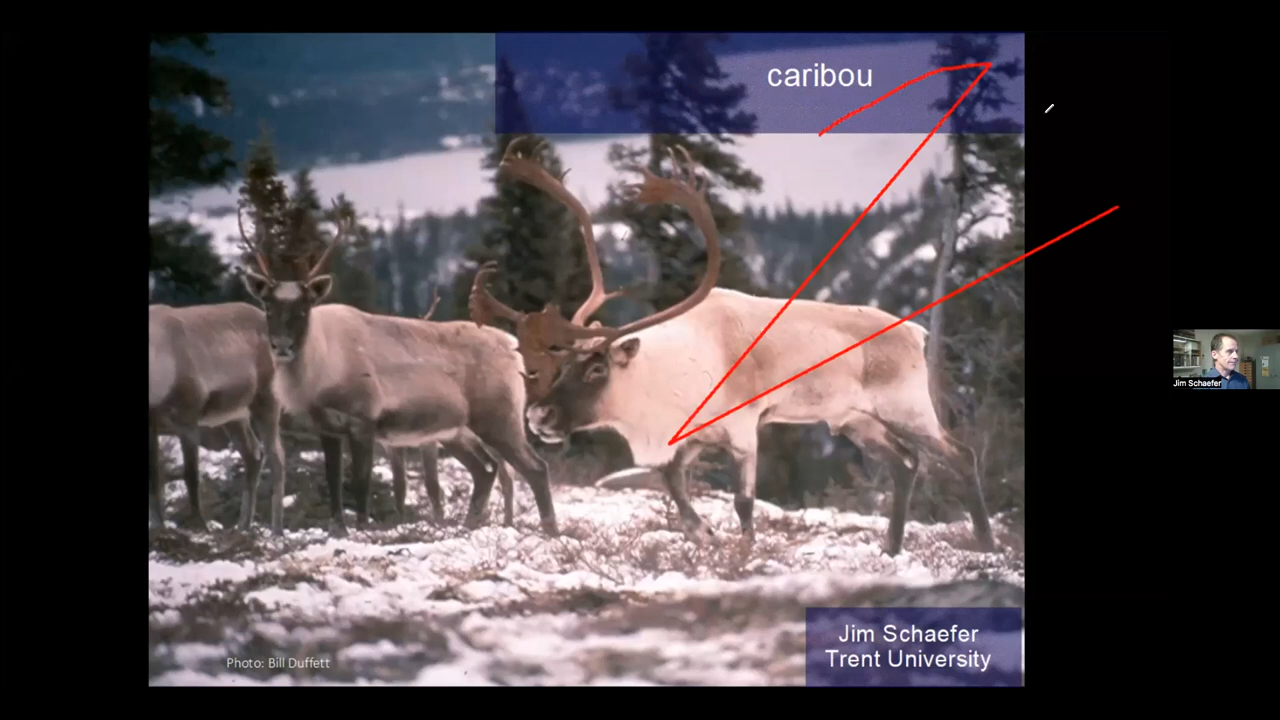 caribou
Jim Schaefer
Jim Schaefer
Trent University
Photo: Bill Duffett